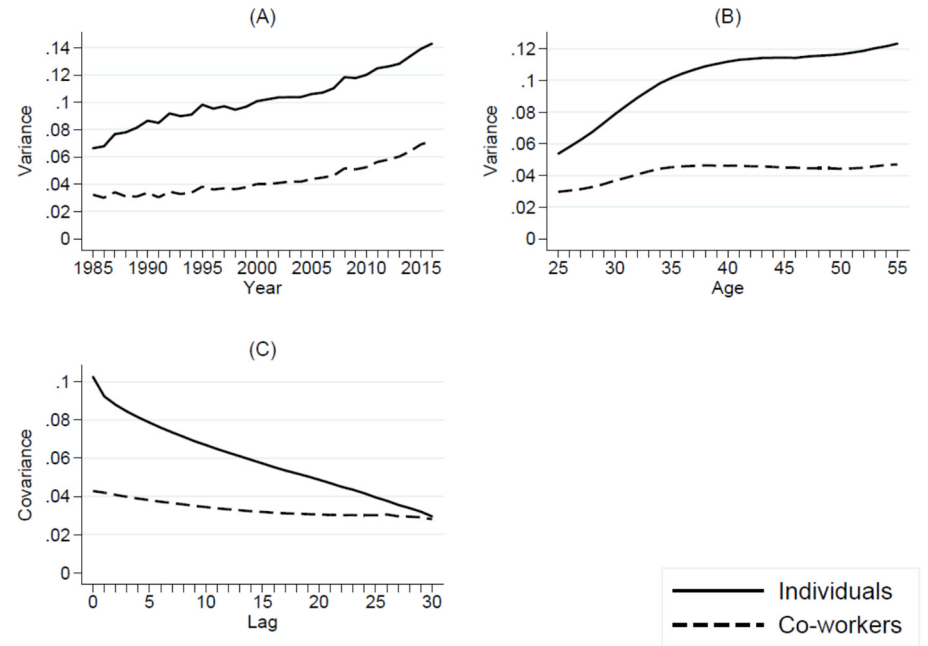 (A)
.14
.12
.1
.08
.06
.04
.02
0
Variance
1985 1990 1995 2000 2005 2010 2015
Year
(B)
.12
.1
.08
.06
.04
.02
0
Variance
25 30 35 40 45 50 55
Age
(C)
.1
.08
.06
.04
.02
0
Covariance
0 5 10 15 20 25 30
Lag
Individuals
Co-workers